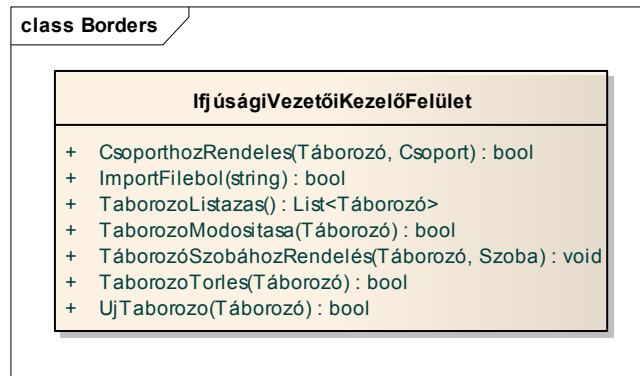 class Borders
IfjúságiVezetőiKezelőFelület
+ CsoporthozRendeles(Táborozó, Csoport) : bool
+ ImportFilebol(string) : bool
+ TaborozoListazas() : List<Táborozó>
+ TaborozoModositasa(Táborozó) : bool
+ TáborozóSzobáhozRendelés(Táborozó, Szoba) : void
+ TaborozoTorles(Táborozó) : bool
+ UjTaborozo(Táborozó) : bool